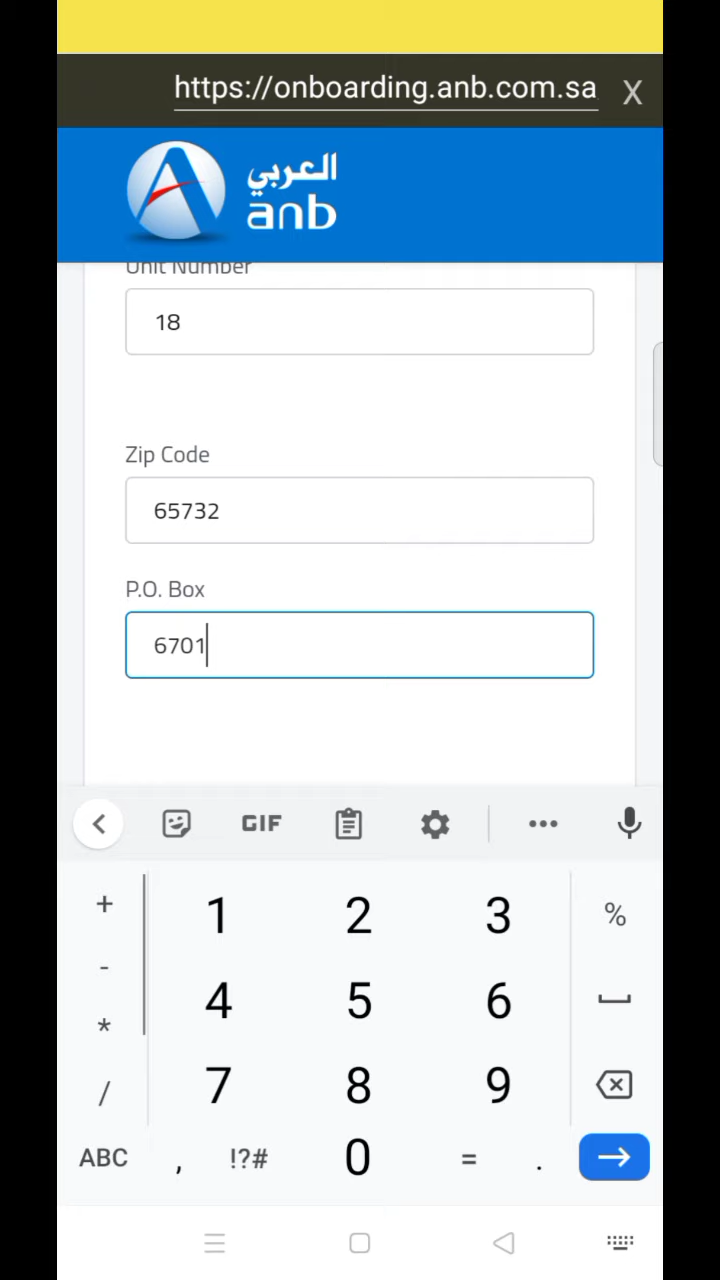 https://onboarding.anb.com.sa X
العربي
anb
Unit Number
18
Zip Code
65732
P.O. Box
6701
GIF
+ 1 2 3 %
- 4 5 6
*
/ 7 8 9
ABC , !?# 0 = .